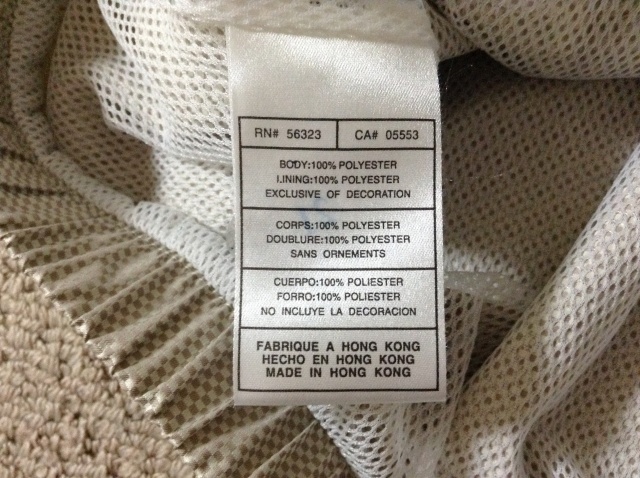 RN# 56323 CA# 05553
BODY:100% POLYESTER
LINING:100% POLYESTER
EXCLUSIVE OF DECORATION
CORPS:100% POLYESTER
DOUBLURE:100% POLYESTER
SANS ORNEMENTS
CUERPO:100% POLIESTER
FORRO:100% POLIESTER
NO INCLUYE LA DECORACION
FABRIQUE A HONG KONG
HECHO EN HONG KONG
MADE IN HONG KONG